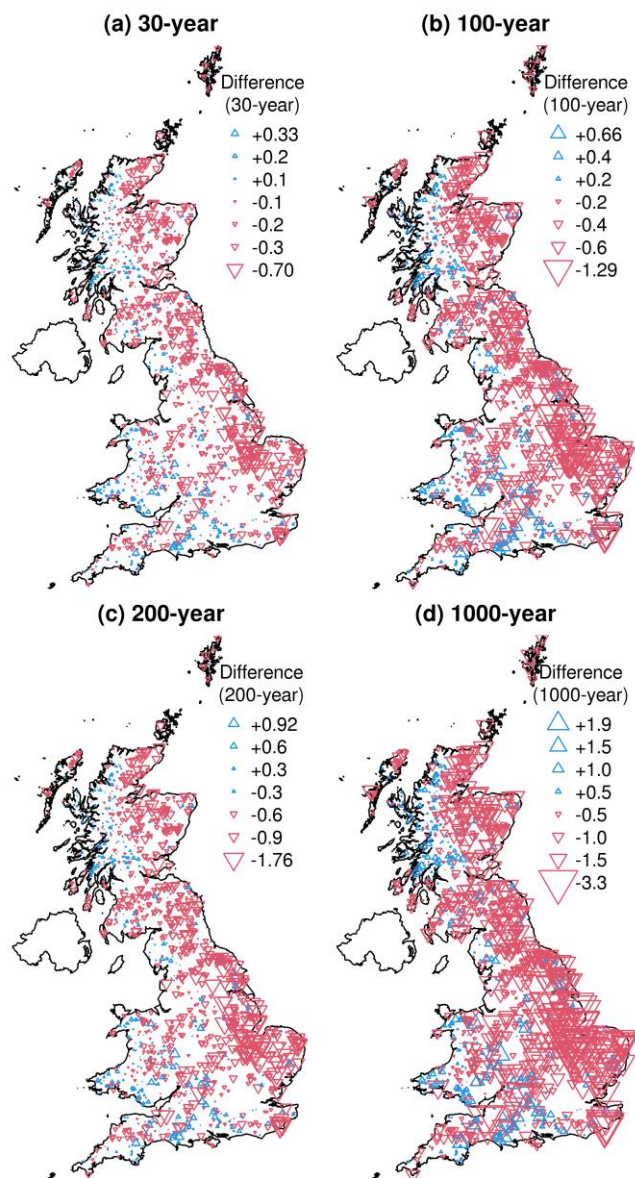 (a) 30-year
Difference
(30-year)
+0.33
+0.2
+0.1
-0.1
-0.2
-0.3
-0.70
(b) 100-year
Difference
(100-year)
+0.66
+0.4
+0.2
-0.2
-0.4
-0.6
-1.29
(c) 200-year
Difference
(200-year)
+0.92
+0.6
+0.3
-0.3
-0.6
-0.9
-1.76
(d) 1000-year
Difference
(1000-year)
+1.9
+1.5
+1.0
+0.5
-0.5
-1.0
-1.5
-3.3